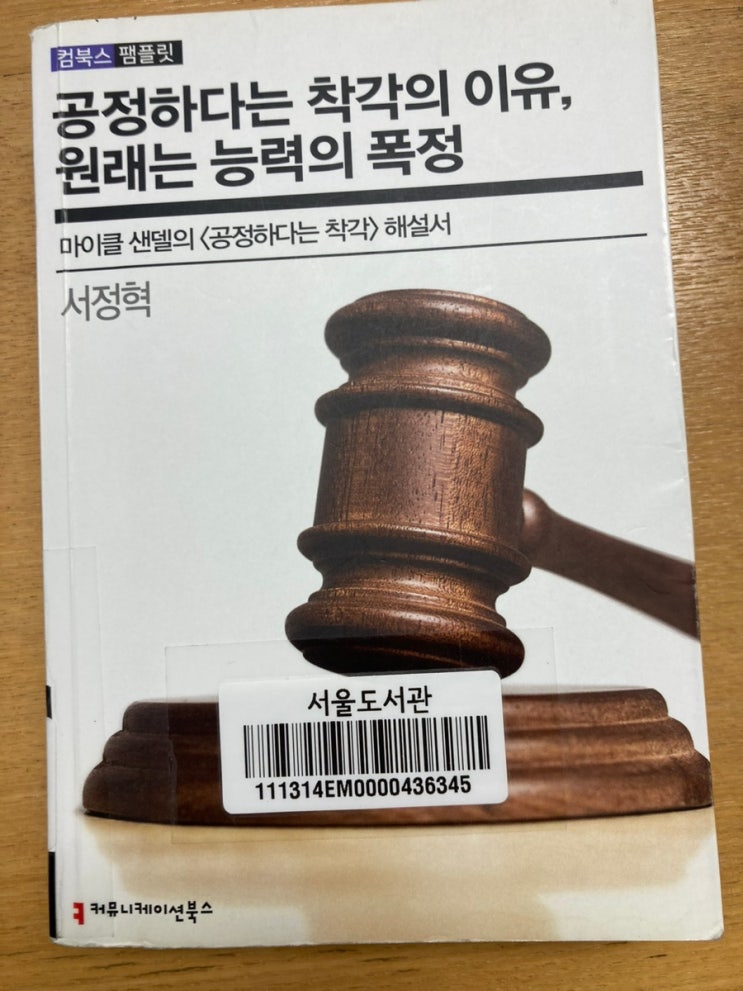 컴북스 팸플릿
공정하다는 착각의 이유,
원래는 능력의 폭정
마이클 샌델의 〈공정하다는 착각〉 해설서
서정혁
서울도서관
111314EM0000436345
커뮤니케이션북스